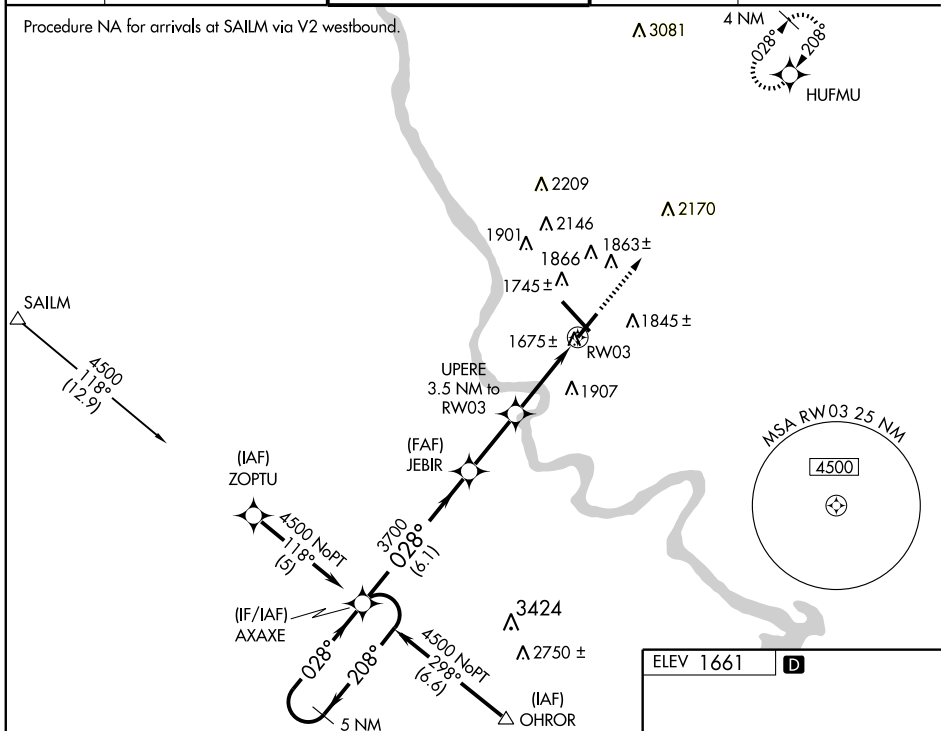 Procedure NA for arrivals at SAILM via V2 westbound.
3081
4 NM
028°
208°
HUFMU
2209
2170
2146
1901
1863±
1866
1745±
SAILM
1845±
1675±
RW03
4500
118°
(12.9)
UPERE
3.5 NM to
RW03
1907
MSA RW03 25 NM
4500
(FAF)
JEBIR
(IAF)
ZOPTU
4500 NoPT
118°
(5)
3700
028°
(6.1)
(IF/IAF)
AXAXE
3424
2750 ±
4500 NoPT
298°
(6.6)
028°
208°
(IAF)
OHROR
5 NM
ELEV 1661
D